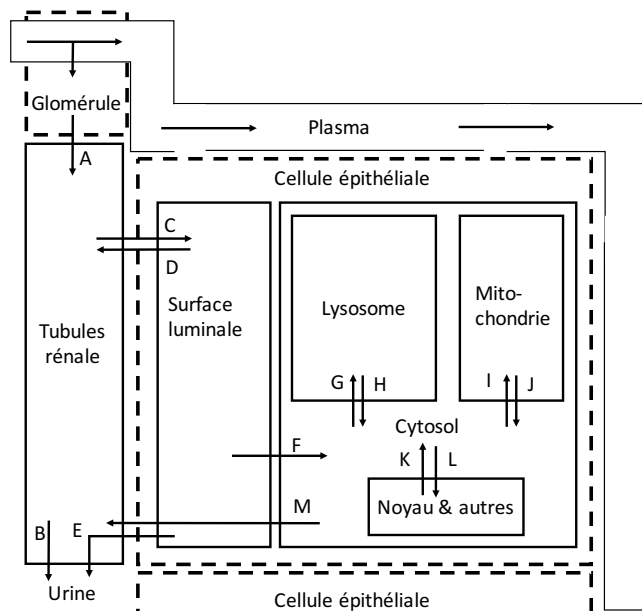 Glomérule
A
Plasma
Cellule épithéliale
C
D
Surface
luminale
Lysosome
Mito-
chondrie
Tubules
rénale
G
H
I
J
Cytosol
F
K
L
M
Noyau & autres
B
E
Urine
Cellule épithéliale